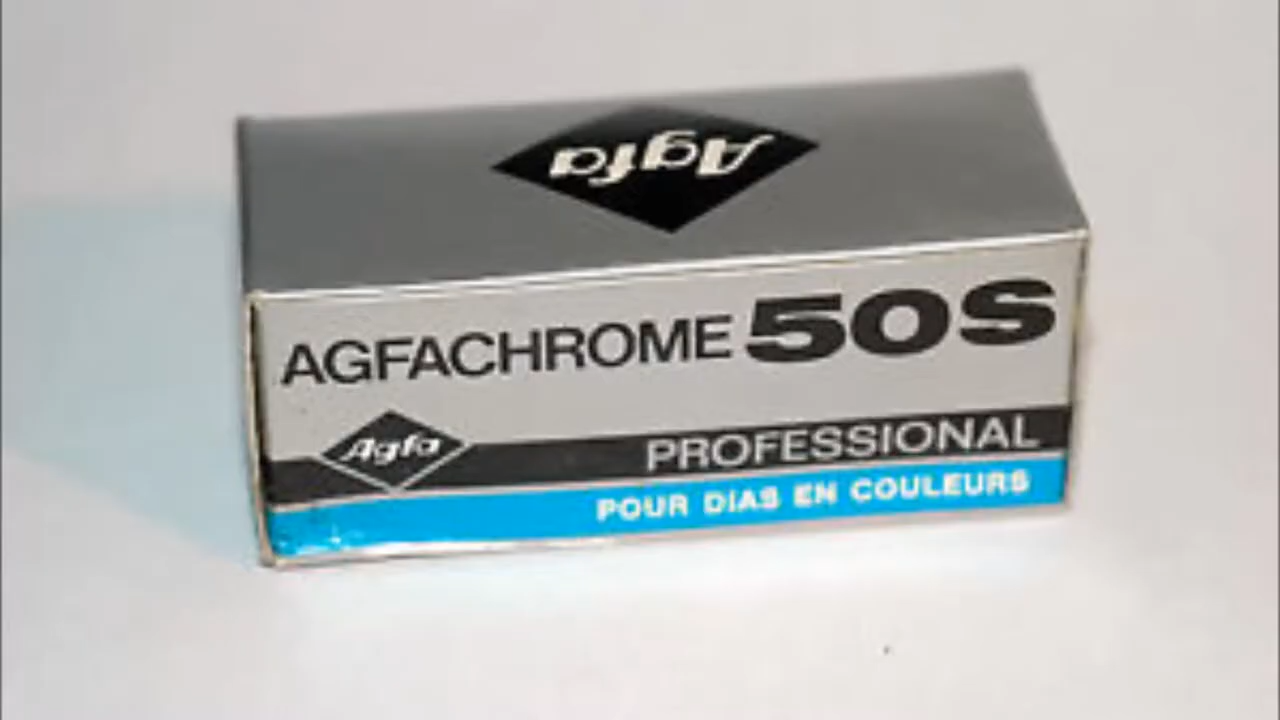 Agfa
AGFACHROME 50S
Agfa
PROFESSIONAL
POUR DIAS EN COULEURS